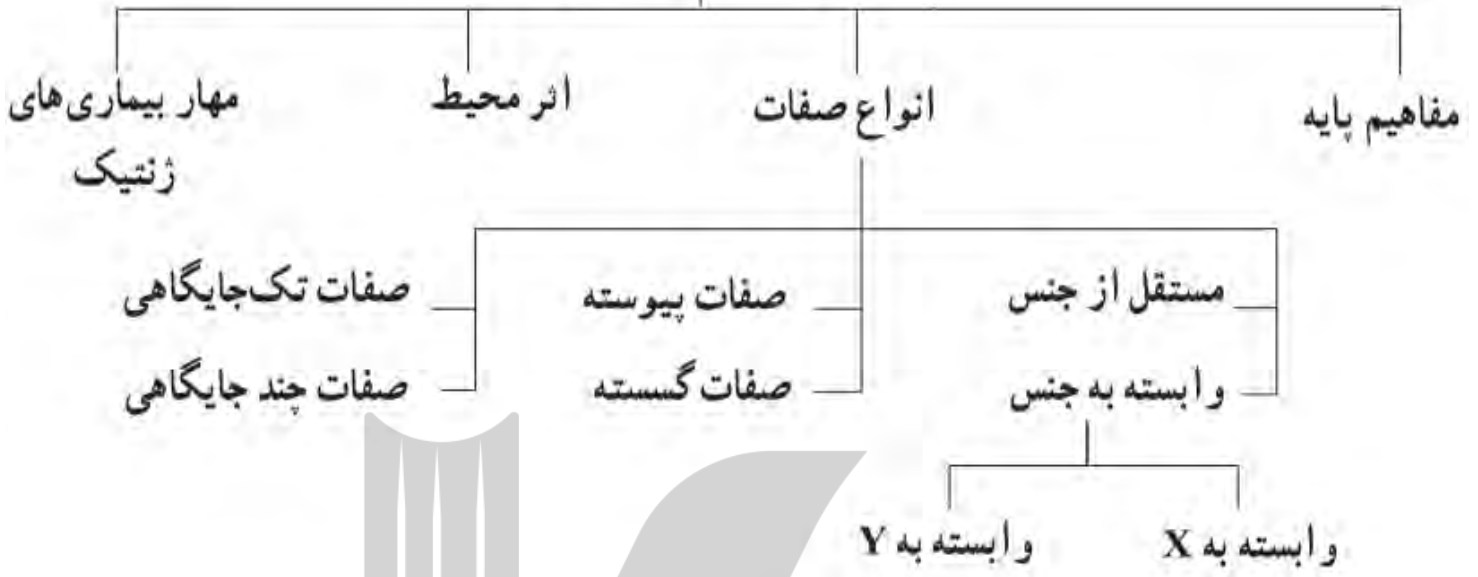 مفاهیم پایه
انواع صفات
اثر محیط
مهار بیماری‌های
ژنتیک
مستقل از جنس
وابسته به جنس
وابسته به X
وابسته به Y
صفات پیوسته
صفات گسسته
صفات تک‌جایگاهی
صفات چند جایگاهی